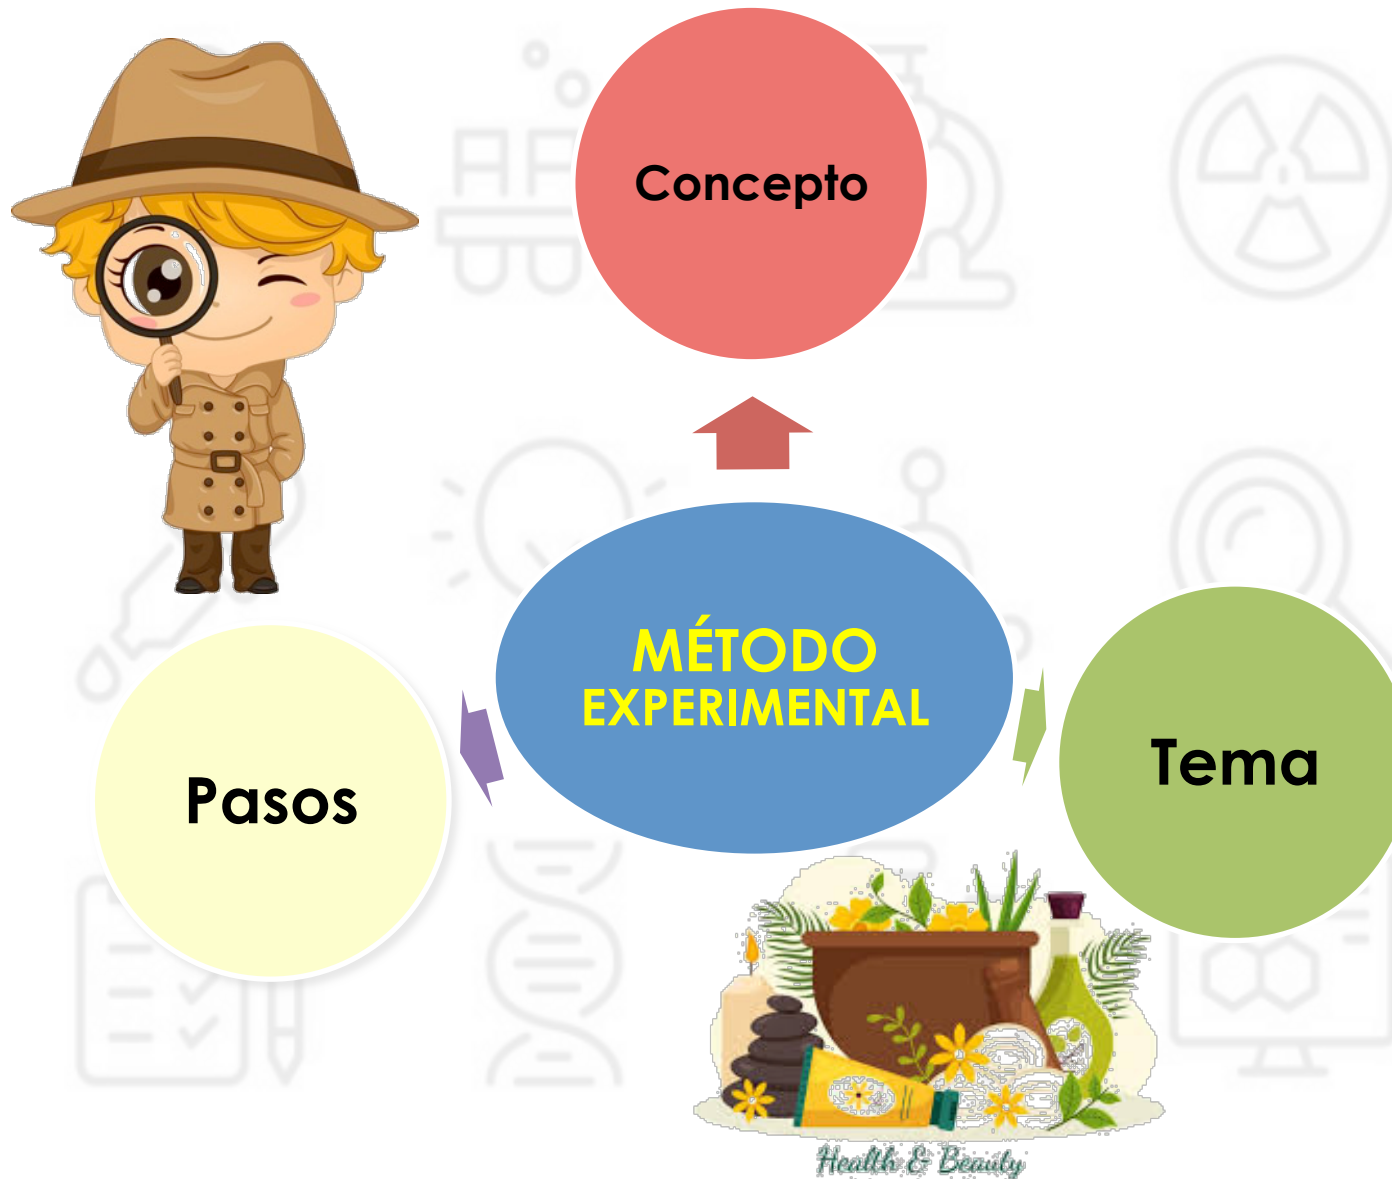 Concepto
MÉTODO
EXPERIMENTAL
Tema
Pasos
Health & Beauty